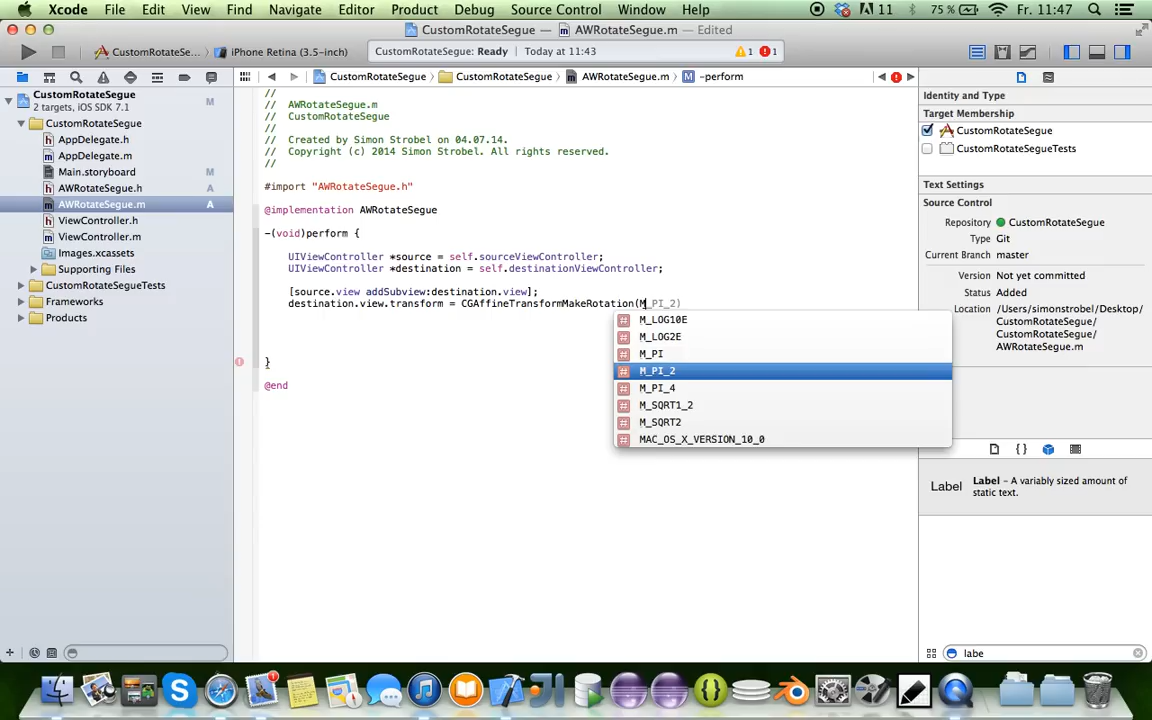 Xcode File Edit View Find Navigate Editor Product Debug Source Control Window Help 11 75 % Fr. 11:47
CustomRotateSegue — AWRotateSegue.m — Edited
CustomRotateSe... iPhone Retina (3.5-inch) CustomRotateSegue: Ready Today at 11:43 1 1
CustomRotateSegue CustomRotateSegue AWRotateSegue.m M -perform
CustomRotateSegue M
2 targets, iOS SDK 7.1
CustomRotateSegue
AppDelegate.h
AppDelegate.m
Main.storyboard M
AWRotateSegue.h A
AWRotateSegue.m A
ViewController.h
ViewController.m
Images.xcassets
Supporting Files
CustomRotateSegueTests
Frameworks
Products
//
// AWRotateSegue.m
// CustomRotateSegue
//
// Created by Simon Strobel on 04.07.14.
// Copyright (c) 2014 Simon Strobel. All rights reserved.
//
#import "AWRotateSegue.h"
@implementation AWRotateSegue
-(void)perform {
UIViewController *source = self.sourceViewController;
UIViewController *destination = self.destinationViewController;
[source.view addSubview:destination.view];
destination.view.transform = CGAffineTransformMakeRotation(M_PI_2)
# M_LOG10E
# M_LOG2E
# M_PI
# M_PI_2
# M_PI_4
# M_SQRT1_2
# M_SQRT2
# MAC_OS_X_VERSION_10_0
}
@end
Identity and Type
Target Membership
CustomRotateSegue
CustomRotateSegueTests
Text Settings
Source Control
Repository CustomRotateSegue
Type Git
Current Branch master
Version Not yet committed
Status Added
Location /Users/simonstrobel/Desktop/
CustomRotateSegue/
CustomRotateSegue/
AWRotateSegue.m
{ }
Label Label - A variably sized amount of
static text.
labe
1